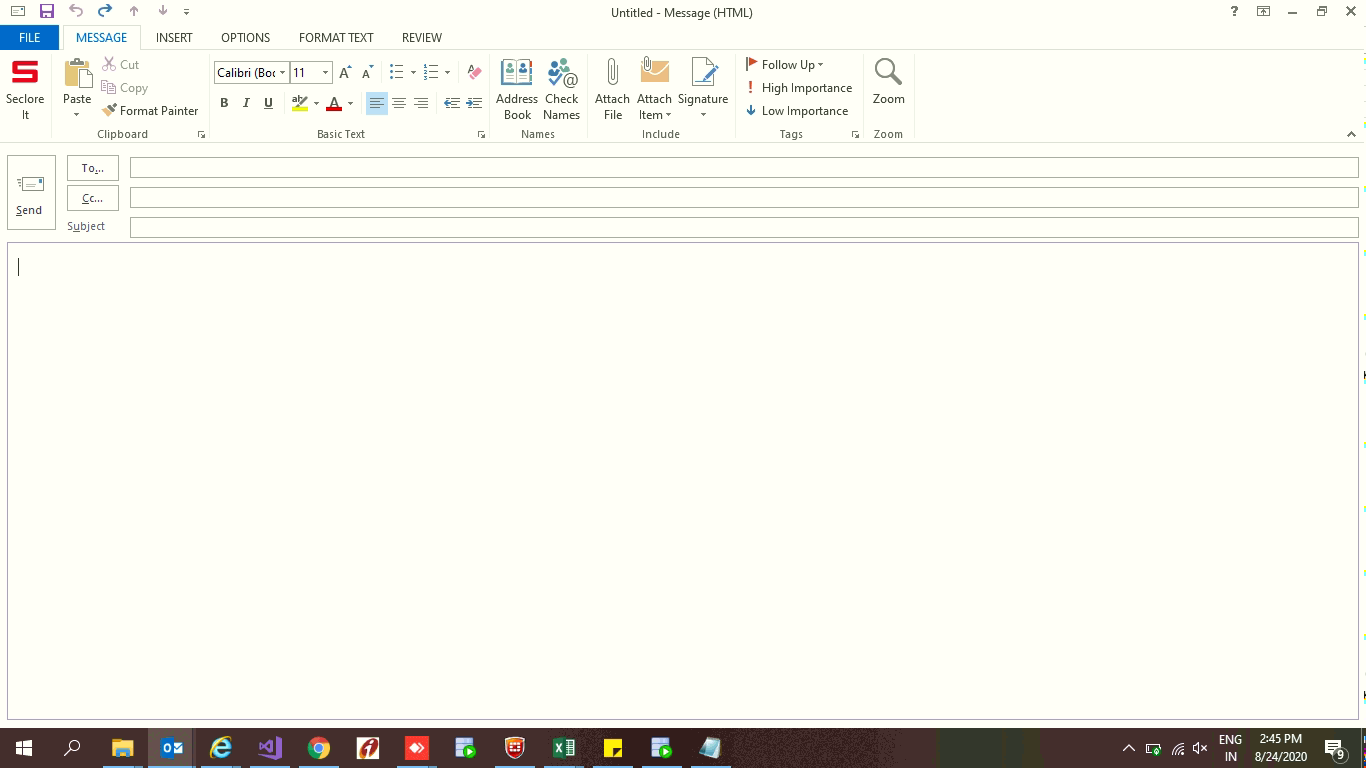 Untitled - Message (HTML)
FILE MESSAGE INSERT OPTIONS FORMAT TEXT REVIEW
Seclore It
Paste
Cut
Copy
Format Painter
Clipboard
Calibri (Boc 11
B I U
Basic Text
Address Book
Check Names
Names
Attach File
Attach Item
Signature
Include
Follow Up
High Importance
Low Importance
Tags
Zoom
Zoom
Send
To...
Cc...
Subject
ENG
IN
2:45 PM
8/24/2020
9